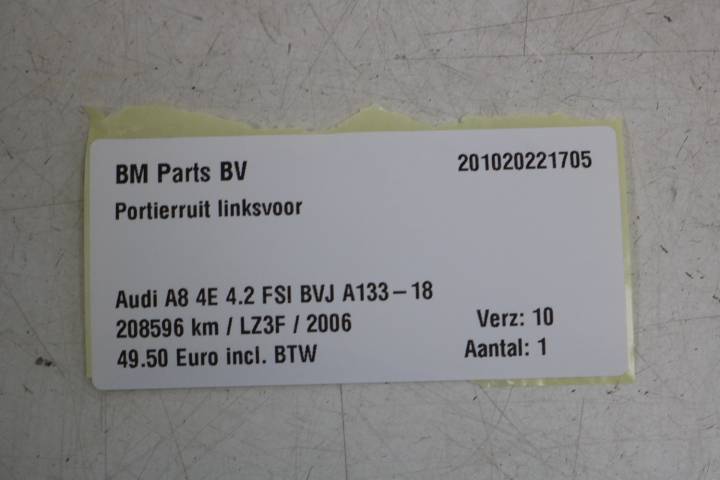 BM Parts BV 201020221705
Portierruit linksvoor
Audi A8 4E 4.2 FSI BVJ A133-18
208596 km / LZ3F / 2006 Verz: 10
49.50 Euro incl. BTW Aantal: 1